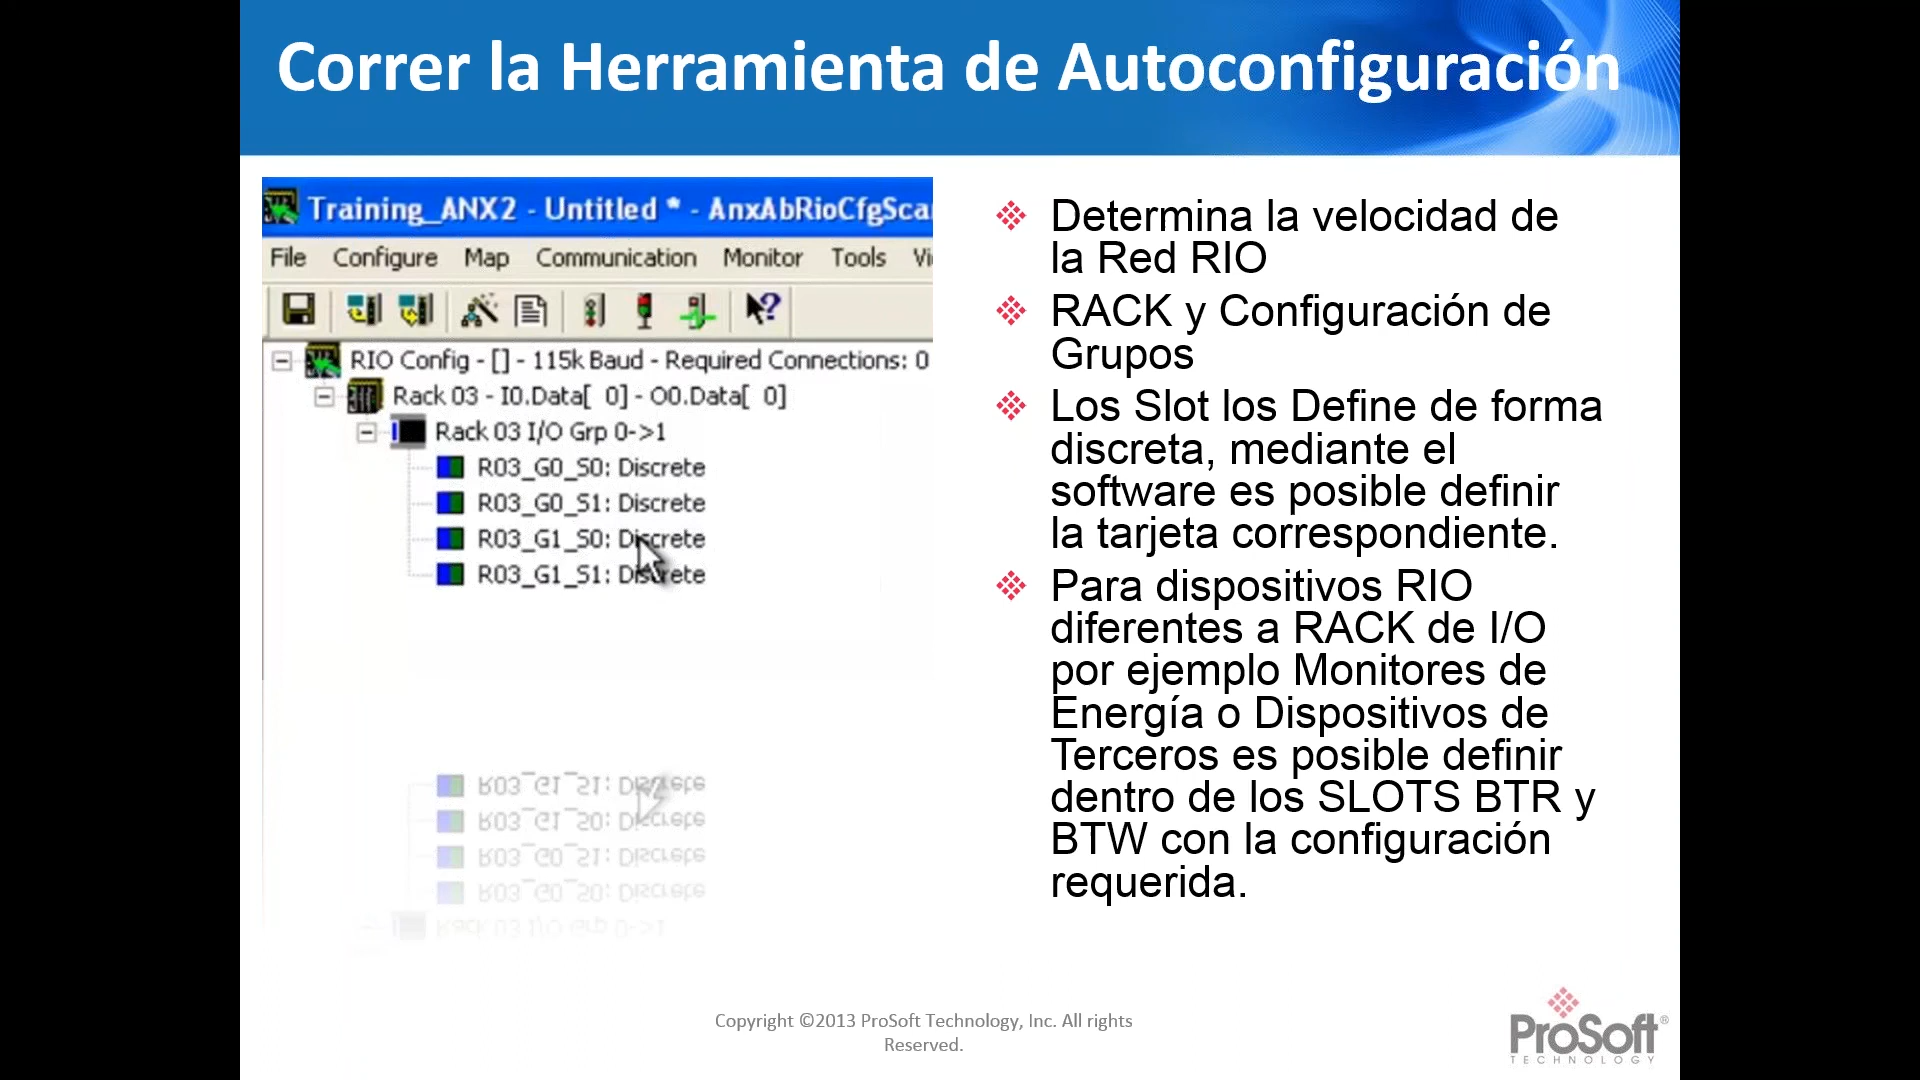 Correr la Herramienta de Autoconfiguración
Training_ANX2 - Untitled * - AnxAbRioCfgSca
File Configure Map Communication Monitor Tools Vi
RIO Config - [] - 115k Baud - Required Connections: 0
Rack 03 - I0.Data[ 0] - O0.Data[ 0]
Rack 03 I/O Grp 0->1
R03_G0_S0: Discrete
R03_G0_S1: Discrete
R03_G1_S0: Discrete
R03_G1_S1: Discrete
Determina la velocidad de
la Red RIO
RACK y Configuración de
Grupos
Los Slot los Define de forma
discreta, mediante el
software es posible definir
la tarjeta correspondiente.
Para dispositivos RIO
diferentes a RACK de I/O
por ejemplo Monitores de
Energía o Dispositivos de
Terceros es posible definir
dentro de los SLOTS BTR y
BTW con la configuración
requerida.
Copyright ©2013 ProSoft Technology, Inc. All rights
Reserved.
ProSoft®
TECHNOLOGY